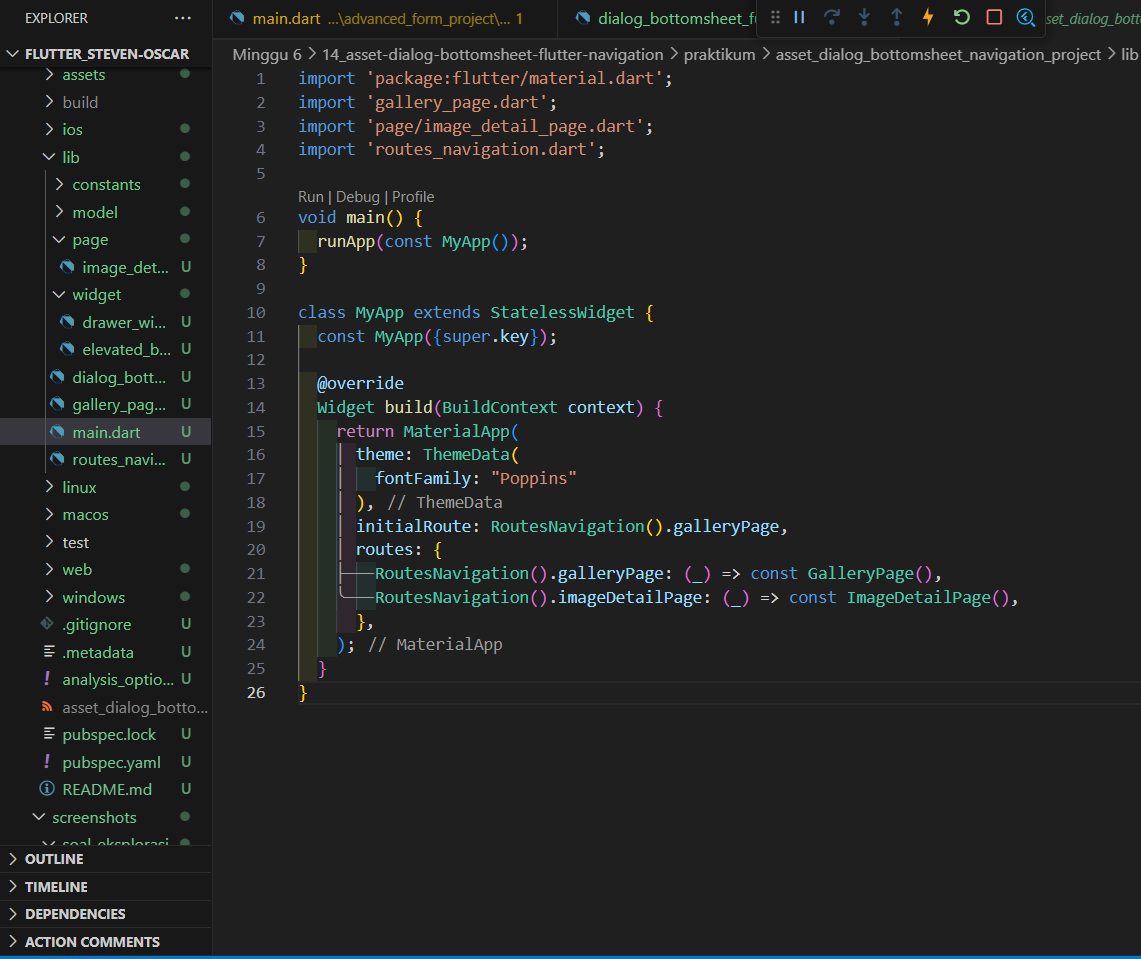 EXPLORER
FLUTTER_STEVEN-OSCAR
assets
build
ios
lib
constants
model
page
image_det... U
widget
drawer_wi... U
elevated_b... U
dialog_bott... U
gallery_pag... U
main.dart U
routes_navi... U
linux
macos
test
web
windows
.gitignore U
.metadata U
analysis_optio... U
asset_dialog_botto...
pubspec.lock U
pubspec.yaml U
README.md U
screenshots
soal-eksplorasi
OUTLINE
TIMELINE
DEPENDENCIES
ACTION COMMENTS
main.dart ...\advanced_form_project\... 1
dialog_bottomsheet_f
set_dialog_bott
Minggu 6 > 14_asset-dialog-bottomsheet-flutter-navigation > praktikum > asset_dialog_bottomsheet_navigation_project > lib
1 import 'package:flutter/material.dart';
2 import 'gallery_page.dart';
3 import 'page/image_detail_page.dart';
4 import 'routes_navigation.dart';
5
Run | Debug | Profile
6 void main() {
7 runApp(const MyApp());
8 }
9
10 class MyApp extends StatelessWidget {
11 const MyApp({super.key});
12
13 @override
14 Widget build(BuildContext context) {
15 return MaterialApp(
16 theme: ThemeData(
17 fontFamily: "Poppins"
18 ), // ThemeData
19 initialRoute: RoutesNavigation().galleryPage,
20 routes: {
21 RoutesNavigation().galleryPage: (_) => const GalleryPage(),
22 RoutesNavigation().imageDetailPage: (_) => const ImageDetailPage(),
23 },
24 ); // MaterialApp
25 }
26 }